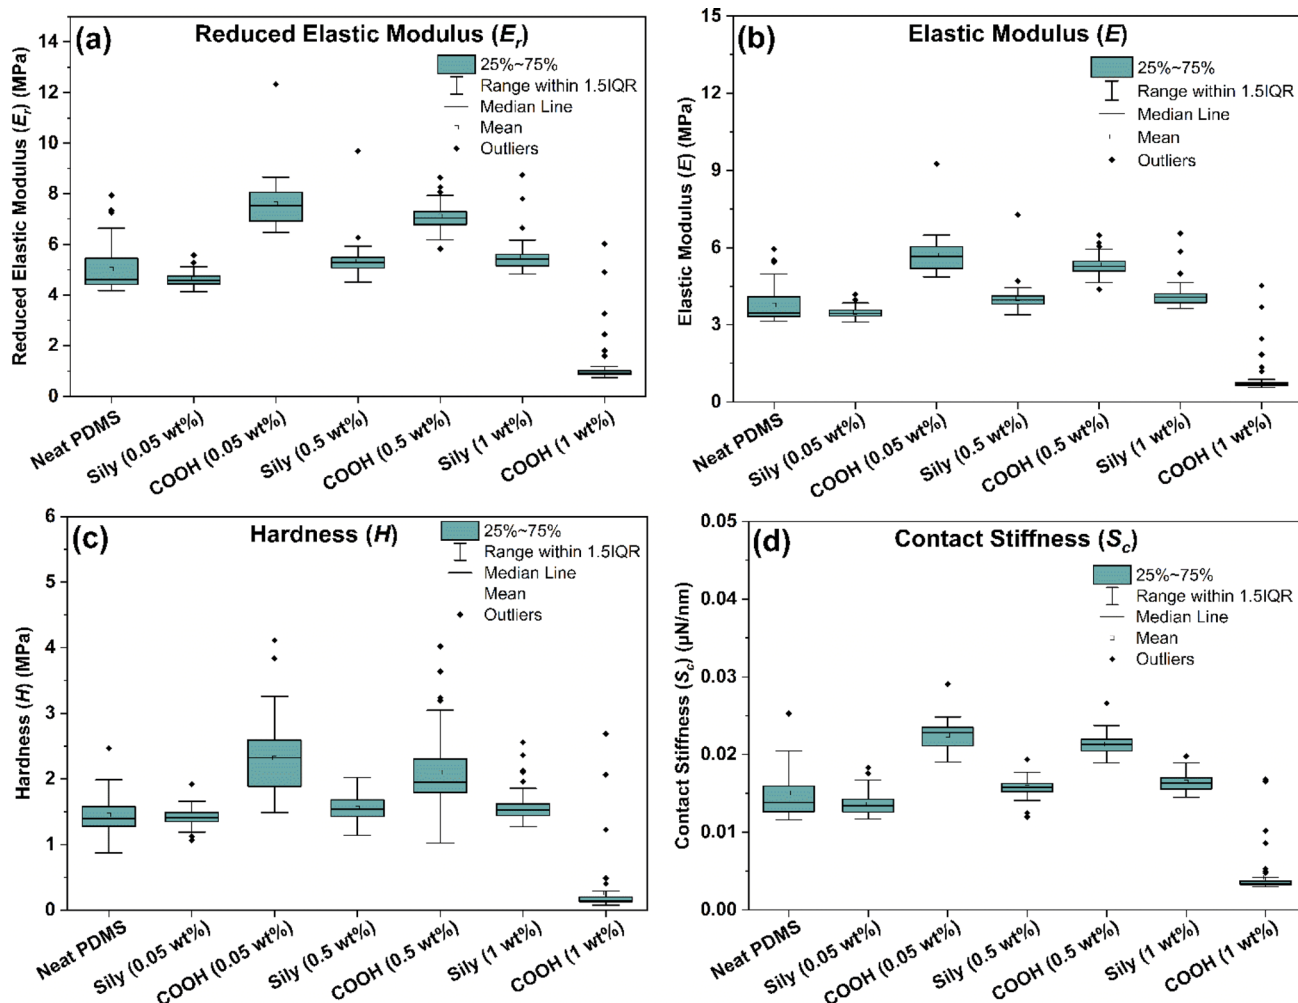 (a)
Reduced Elastic Modulus (Er)
25%~75%
Range within 1.5IQR
Median Line
Mean
Outliers
Reduced Elastic Modulus (Er) (MPa)
14
12
10
8
6
4
2
0
Neat PDMS
Sily (0.05 wt%)
COOH (0.05 wt%)
Sily (0.5 wt%)
COOH (0.5 wt%)
Sily (1 wt%)
COOH (1 wt%)
(b)
Elastic Modulus (E)
25%~75%
Range within 1.5IQR
Median Line
Mean
Outliers
Elastic Modulus (E) (MPa)
15
12
9
6
3
0
Neat PDMS
Sily (0.05 wt%)
COOH (0.05 wt%)
Sily (0.5 wt%)
COOH (0.5 wt%)
Sily (1 wt%)
COOH (1 wt%)
(c)
Hardness (H)
25%~75%
Range within 1.5IQR
Median Line
Mean
Outliers
Hardness (H) (MPa)
6
5
4
3
2
1
0
Neat PDMS
Sily (0.05 wt%)
COOH (0.05 wt%)
Sily (0.5 wt%)
COOH (0.5 wt%)
Sily (1 wt%)
COOH (1 wt%)
(d)
Contact Stiffness (Sc)
25%~75%
Range within 1.5IQR
Median Line
Mean
Outliers
Contact Stiffness (Sc) (µN/nm)
0.05
0.04
0.03
0.02
0.01
0.00
Neat PDMS
Sily (0.05 wt%)
COOH (0.05 wt%)
Sily (0.5 wt%)
COOH (0.5 wt%)
Sily (1 wt%)
COOH (1 wt%)